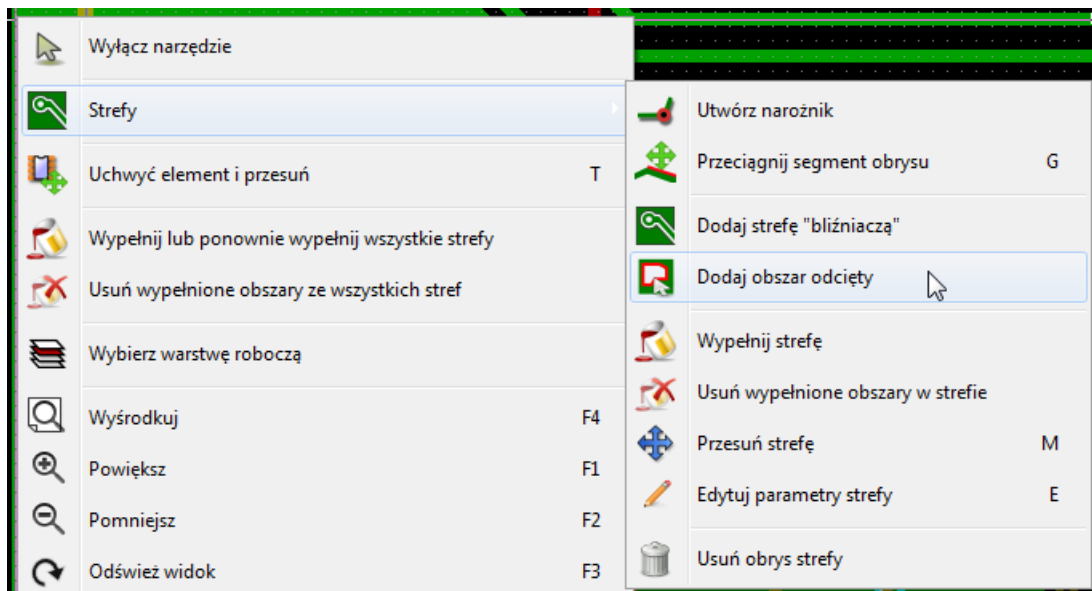 Wyłącz narzędzie
Strefy
Uchwyć element i przesuń T
Wypełnij lub ponownie wypełnij wszystkie strefy
Usuń wypełnione obszary ze wszystkich stref
Wybierz warstwę roboczą
Wyśrodkuj F4
Powiększ F1
Pomniejsz F2
Odśwież widok F3
Utwórz narożnik
Przeciągnij segment obrysu G
Dodaj strefę "bliźniaczą"
Dodaj obszar odcięty
Wypełnij strefę
Usuń wypełnione obszary w strefie
Przesuń strefę M
Edytuj parametry strefy E
Usuń obrys strefy